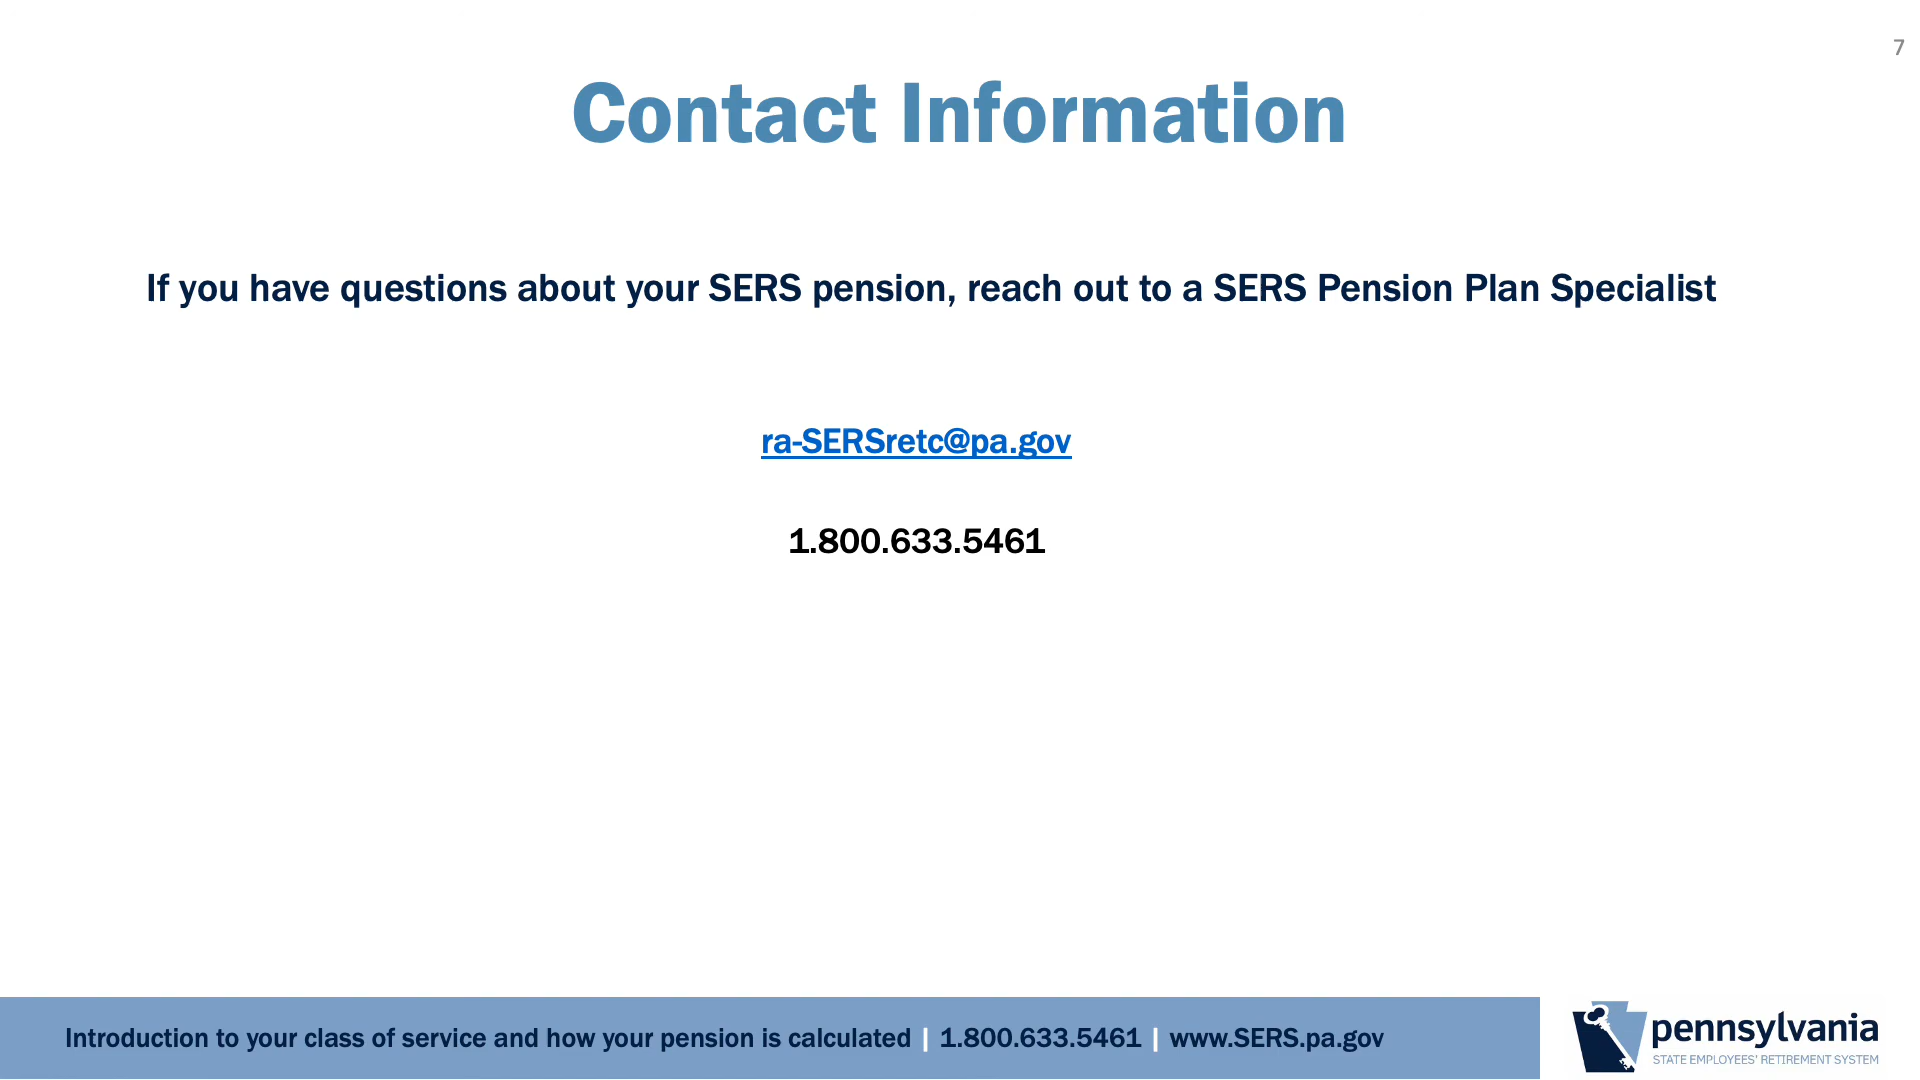 7
Contact Information
If you have questions about your SERS pension, reach out to a SERS Pension Plan Specialist
ra-SERSretc@pa.gov
1.800.633.5461
Introduction to your class of service and how your pension is calculated | 1.800.633.5461 | www.SERS.pa.gov
pennsylvania
STATE EMPLOYEES' RETIREMENT SYSTEM